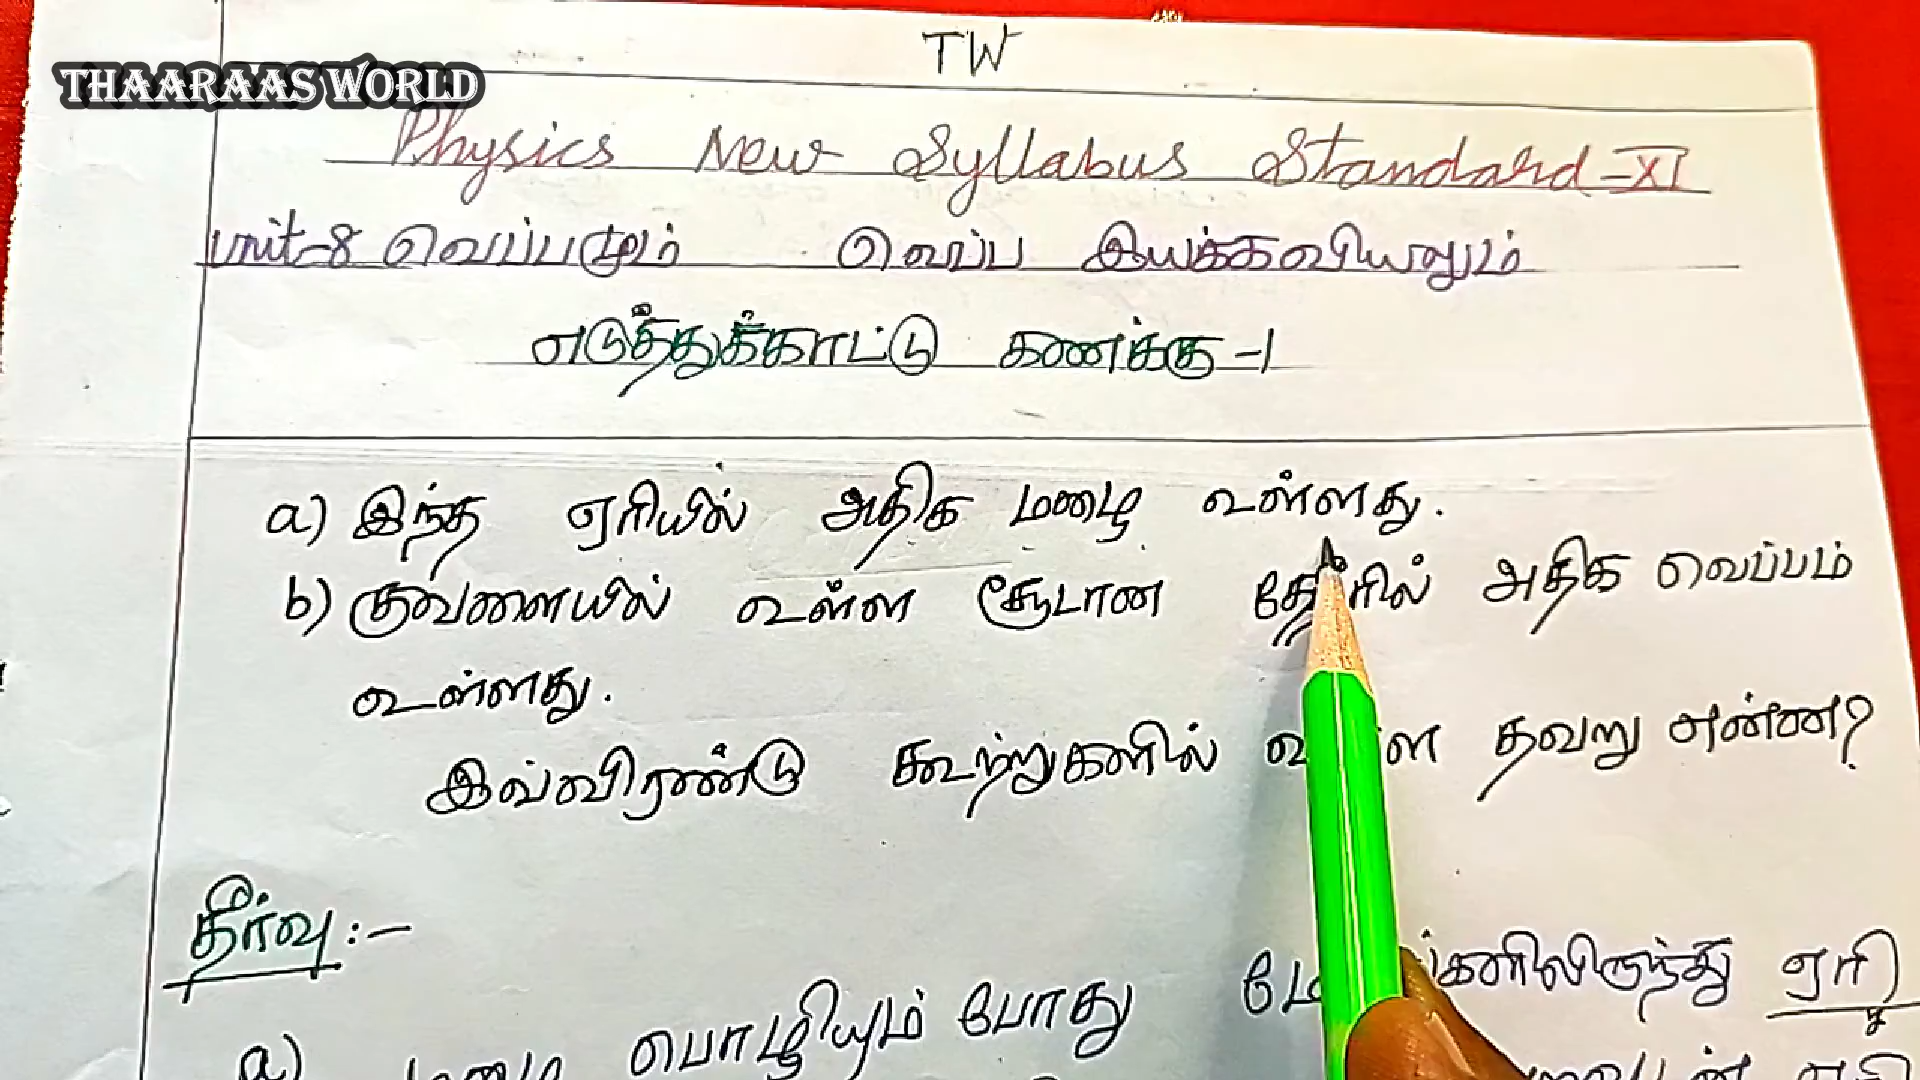 TW
THAARAAS WORLD
Physics New Syllabus Standard-XI
Unit-8 வெப்பமும் வெப்ப இயக்கவியலும்
எடுத்துக்காட்டு கணக்கு-1
a) இந்த ஏரியில் அதிக மழை உள்ளது.
b) குவளையில் உள்ள சூடான தேநீரில் அதிக வெப்பம்
உள்ளது.
இவ்விரண்டு கூற்றுகளில் உள்ள தவறு என்ன?
தீர்வு:-
பொழியும் போது ஏரி
a) மழை